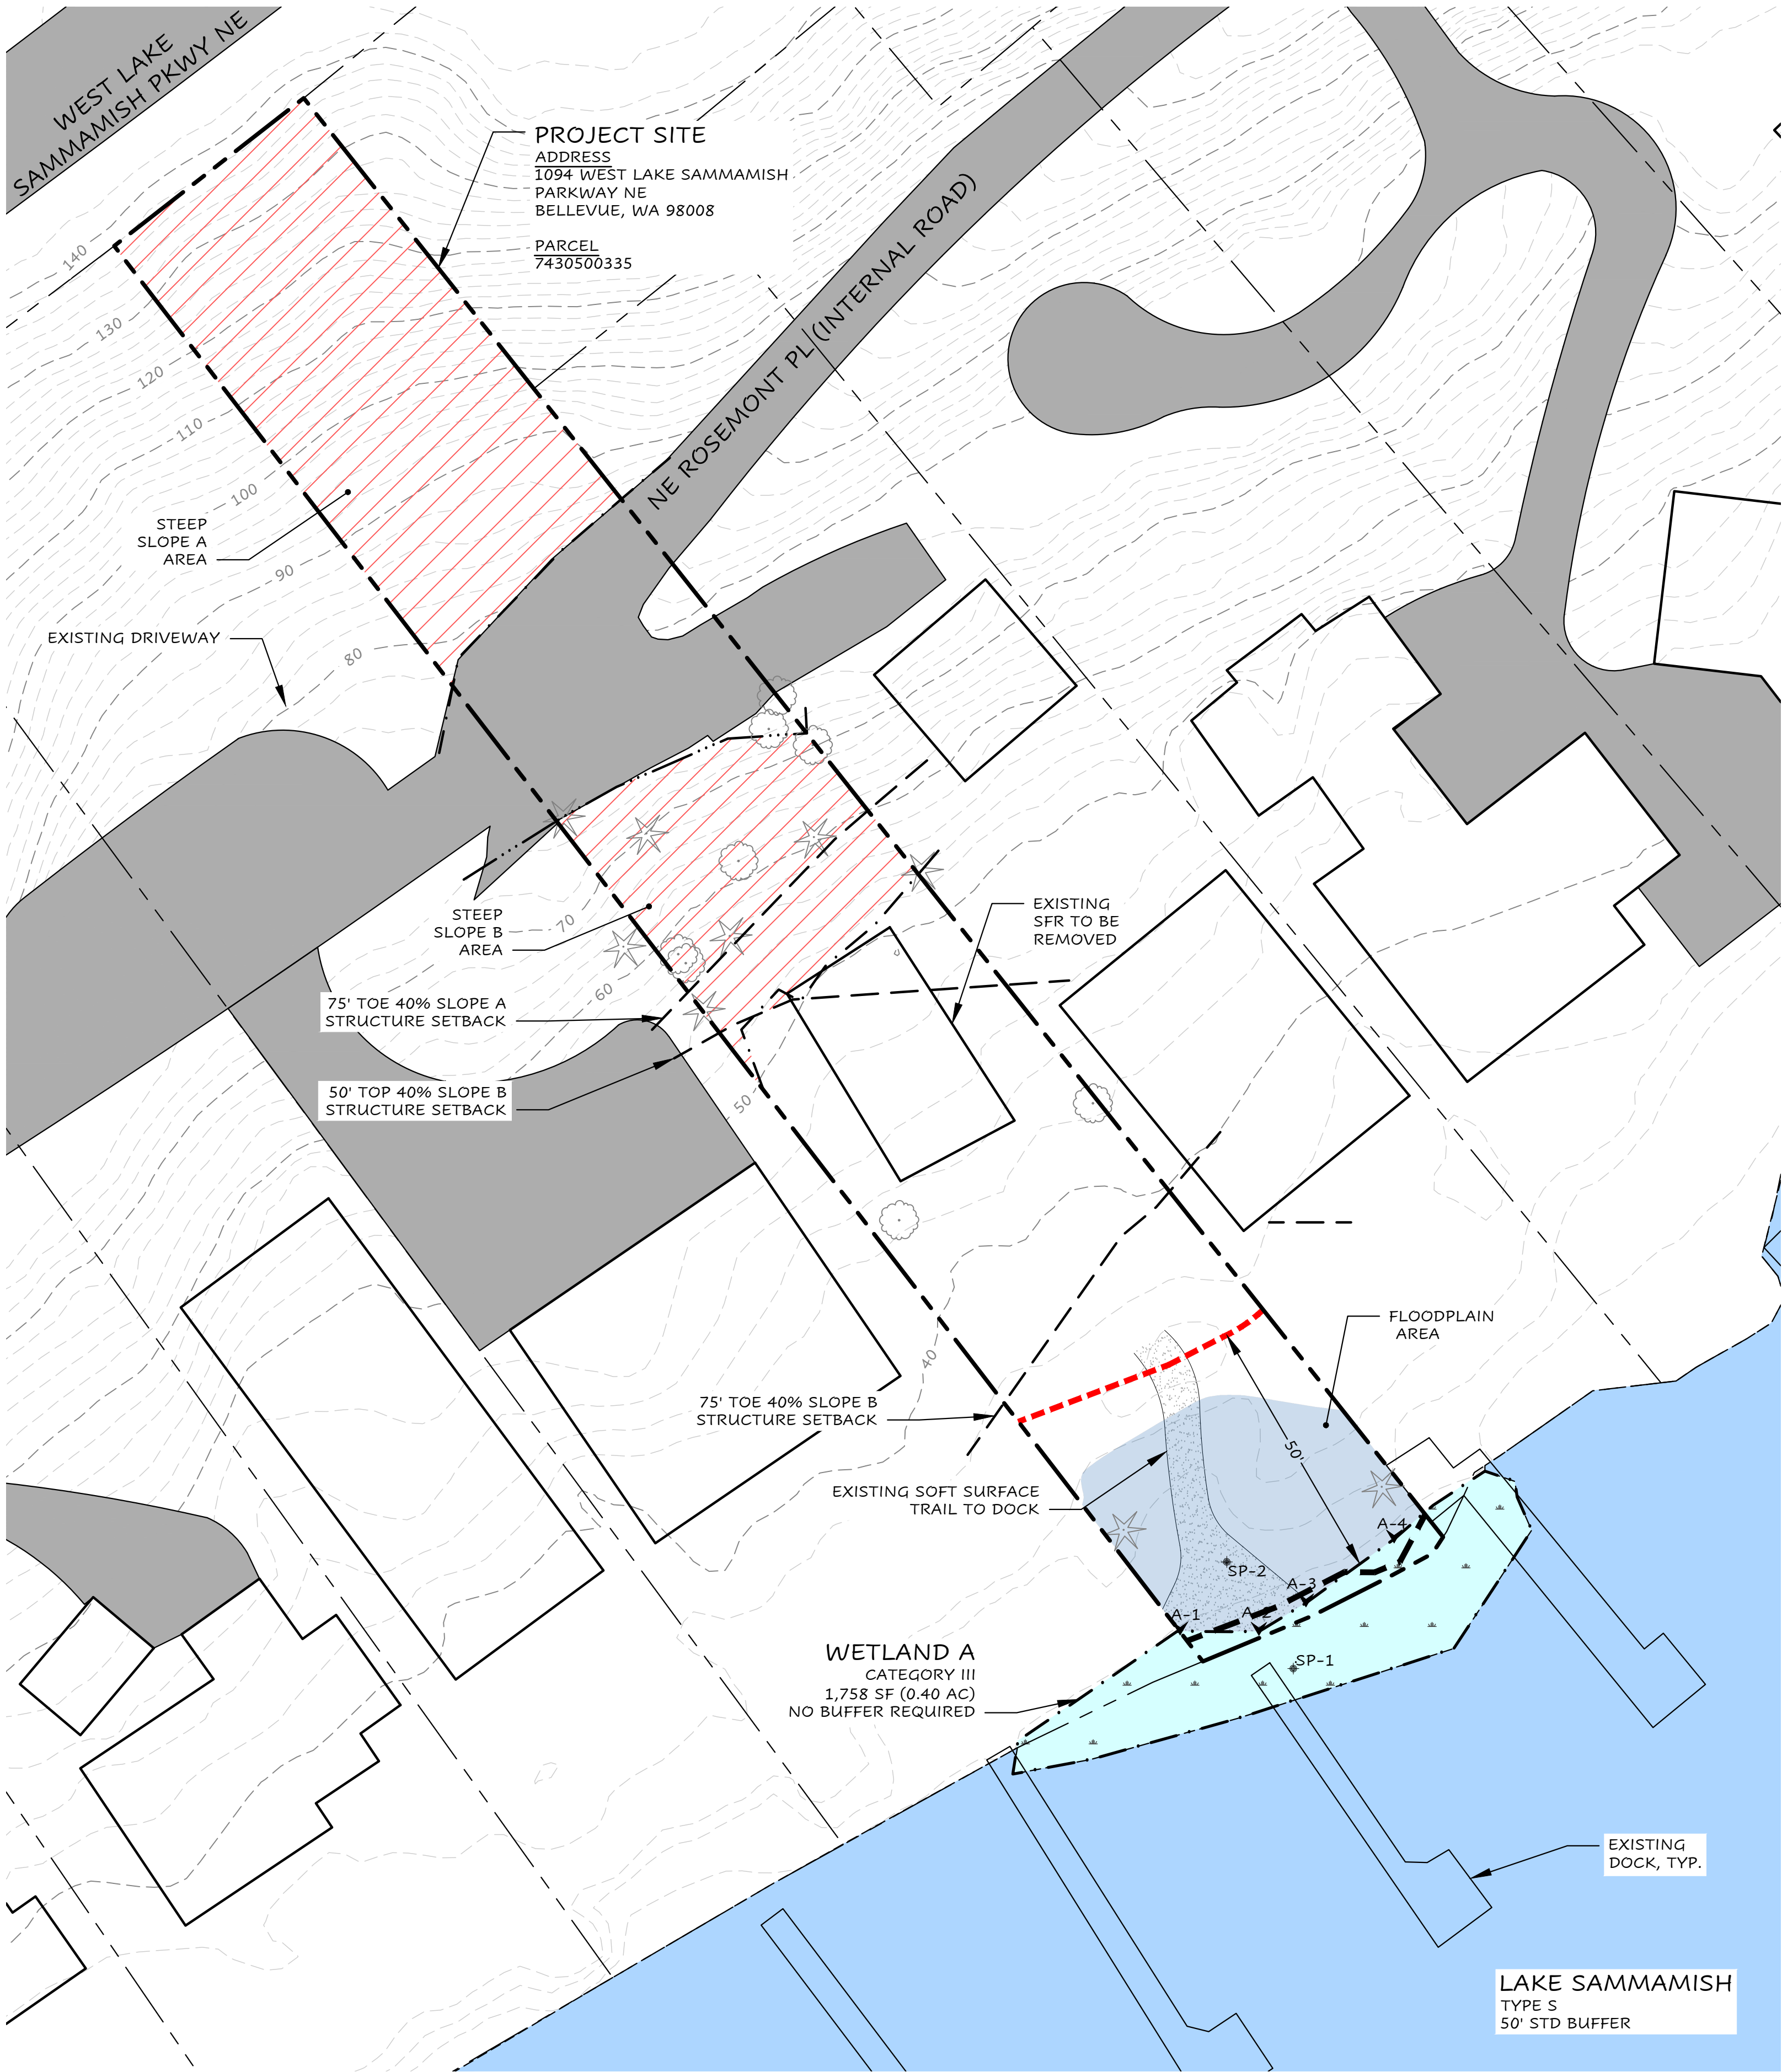 WEST LAKE
SAMMAMISH PKWY NE
PROJECT SITE
ADDRESS
1094 WEST LAKE SAMMAMISH
PARKWAY NE
BELLEVUE, WA 98008
PARCEL
7430500335
NE ROSEMONT PL (INTERNAL ROAD)
140
130
120
110
100
90
80
STEEP
SLOPE A
AREA
EXISTING DRIVEWAY
STEEP
SLOPE B
AREA
70
60
50
40
EXISTING
SFR TO BE
REMOVED
75' TOE 40% SLOPE A
STRUCTURE SETBACK
50' TOP 40% SLOPE B
STRUCTURE SETBACK
FLOODPLAIN
AREA
75' TOE 40% SLOPE B
STRUCTURE SETBACK
50'
EXISTING SOFT SURFACE
TRAIL TO DOCK
A-4
SP-2
A-3
A-2
A-1
SP-1
WETLAND A
CATEGORY III
1,758 SF (0.40 AC)
NO BUFFER REQUIRED
EXISTING
DOCK, TYP.
LAKE SAMMAMISH
TYPE S
50' STD BUFFER